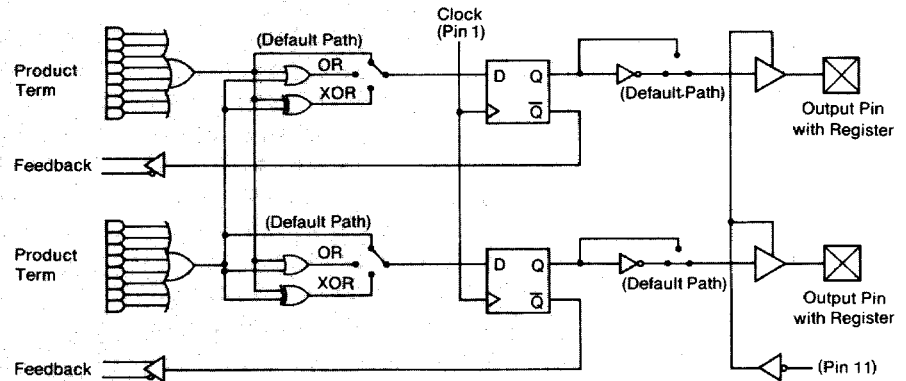 Clock
(Pin 1)
(Default Path)
OR
XOR
Product
Term
D Q
Q̅
(Default Path)
Output Pin
with Register
Feedback
(Default Path)
OR
XOR
Product
Term
D Q
Q̅
(Default Path)
Output Pin
with Register
Feedback
(Pin 11)